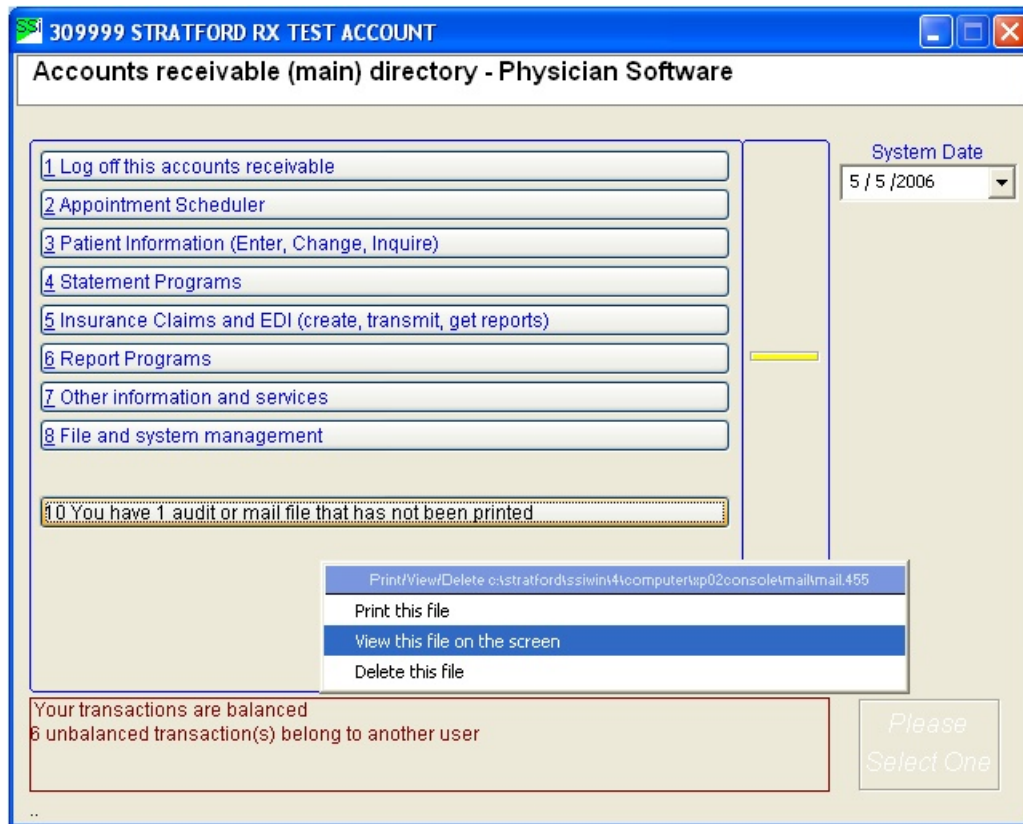 SSi 309999 STRATFORD RX TEST ACCOUNT
Accounts receivable (main) directory - Physician Software
System Date
5 / 5 /2006
1 Log off this accounts receivable
2 Appointment Scheduler
3 Patient Information (Enter, Change, Inquire)
4 Statement Programs
5 Insurance Claims and EDI (create, transmit, get reports)
6 Report Programs
7 Other information and services
8 File and system management
10 You have 1 audit or mail file that has not been printed
Print/View/Delete c:\stratford\ssiwin\4\computer\xp02console\mail\mail.455
Print this file
View this file on the screen
Delete this file
Your transactions are balanced
6 unbalanced transaction(s) belong to another user
Please
Select One
..